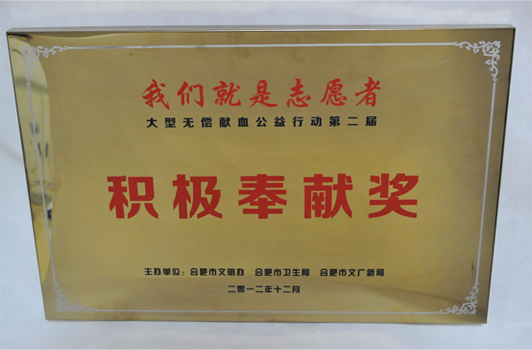 我们就是志愿者
大型无偿献血公益行动第二届
积极奉献奖
主办单位：合肥市文明办 合肥市卫生局 合肥市文广新局
二零一二年十二月